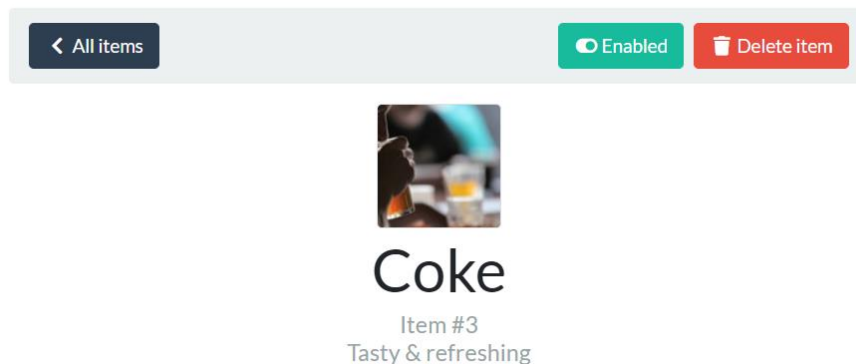 All items
Enabled
Delete item
Coke
Item #3
Tasty & refreshing